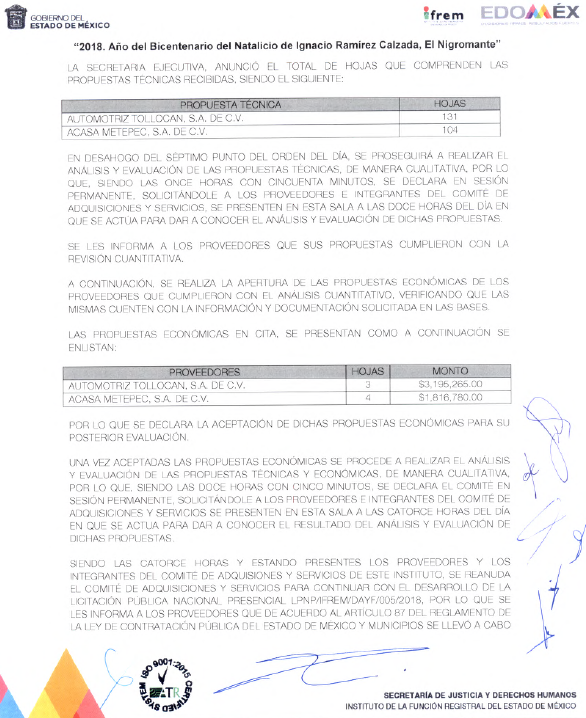 GOBIERNO DEL
ESTADO DE MÉXICO
ifrem
EDOMÉX
"2018. Año del Bicentenario del Natalicio de Ignacio Ramírez Calzada, El Nigromante"
LA SECRETARIA EJECUTIVA, ANUNCIÓ EL TOTAL DE HOJAS QUE COMPRENDEN LAS
PROPUESTAS TECNICAS RECIBIDAS, SIENDO EL SIGUIENTE:
PROPUESTA TÉCNICA HOJAS
AUTOMOTRIZ TOLLOCAN, S.A. DE C.V. 131
ACASA METEPEC, S.A. DE C.V. 104
EN DESAHOGO DEL SÉPTIMO PUNTO DEL ORDEN DEL DÍA, SE PROSEGUIRÁ A REALIZAR EL
ANÁLISIS Y EVALUACIÓN DE LAS PROPUESTAS TÉCNICAS, DE MANERA CUALITATIVA, POR LO
QUE, SIENDO LAS ONCE HORAS CON CINCUENTA MINUTOS, SE DECLARA EN SESIÓN
PERMANENTE, SOLICITÁNDOLE A LOS PROVEEDORES E INTEGRANTES DEL COMITÉ DE
ADQUISICIONES Y SERVICIOS, SE PRESENTEN EN ESTA SALA A LAS DOCE HORAS DEL DÍA EN
QUE SE ACTÚA PARA DAR A CONOCER EL ANÁLISIS Y EVALUACIÓN DE DICHAS PROPUESTAS.
SE LES INFORMA A LOS PROVEEDORES QUE SUS PROPUESTAS CUMPLIERON CON LA
REVISIÓN CUANTITATIVA.
A CONTINUACIÓN, SE REALIZA LA APERTURA DE LAS PROPUESTAS ECONÓMICAS DE LOS
PROVEEDORES QUE CUMPLIERON CON EL ANÁLISIS CUANTITATIVO, VERIFICANDO QUE LAS
MISMAS CUENTEN CON LA INFORMACIÓN Y DOCUMENTACIÓN SOLICITADA EN LAS BASES.
LAS PROPUESTAS ECONÓMICAS EN CITA, SE PRESENTAN COMO A CONTINUACIÓN SE
ENLISTAN:
PROVEEDORES HOJAS MONTO
AUTOMOTRIZ TOLLOCAN, S.A. DE C.V. 3 $3,195,265.00
ACASA METEPEC, S.A. DE C.V. 4 $1,816,780.00
POR LO QUE SE DECLARA LA ACEPTACIÓN DE DICHAS PROPUESTAS ECONÓMICAS PARA SU
POSTERIOR EVALUACIÓN.
UNA VEZ ACEPTADAS LAS PROPUESTAS ECONÓMICAS SE PROCEDE A REALIZAR EL ANÁLISIS
Y EVALUACIÓN DE LAS PROPUESTAS TÉCNICAS Y ECONÓMICAS, DE MANERA CUALITATIVA,
POR LO QUE, SIENDO LAS DOCE HORAS CON CINCO MINUTOS, SE DECLARA EL COMITÉ EN
SESIÓN PERMANENTE, SOLICITÁNDOLE A LOS PROVEEDORES E INTEGRANTES DEL COMITÉ DE
ADQUISICIONES Y SERVICIOS SE PRESENTEN EN ESTA SALA A LAS CATORCE HORAS DEL DÍA
EN QUE SE ACTUA PARA DAR A CONOCER EL RESULTADO DEL ANÁLISIS Y EVALUACIÓN DE
DICHAS PROPUESTAS.
SIENDO LAS CATORCE HORAS Y ESTANDO PRESENTES LOS PROVEEDORES Y LOS
INTEGRANTES DEL COMITÉ DE ADQUISIONES Y SERVICIOS DE ESTE INSTITUTO, SE REANUDA
EL COMITÉ DE ADQUISICIONES Y SERVICIOS PARA CONTINUAR CON EL DESARROLLO DE LA
LICITACIÓN PÚBLICA NACIONAL PRESENCIAL LPNP/IFREM/DAYF/005/2018, POR LO QUE SE
LES INFORMA A LOS PROVEEDORES QUE DE ACUERDO AL ARTÍCULO 87 DEL REGLAMENTO DE
LA LEY DE CONTRATACIÓN PÚBLICA DEL ESTADO DE MEXICO Y MUNICIPIOS SE LLEVÓ A CABO
ISO 9001:2015
ATR
SYSTEM CERTIFIED
SECRETARÍA DE JUSTICIA Y DERECHOS HUMANOS
INSTITUTO DE LA FUNCIÓN REGISTRAL DEL ESTADO DE MÉXICO